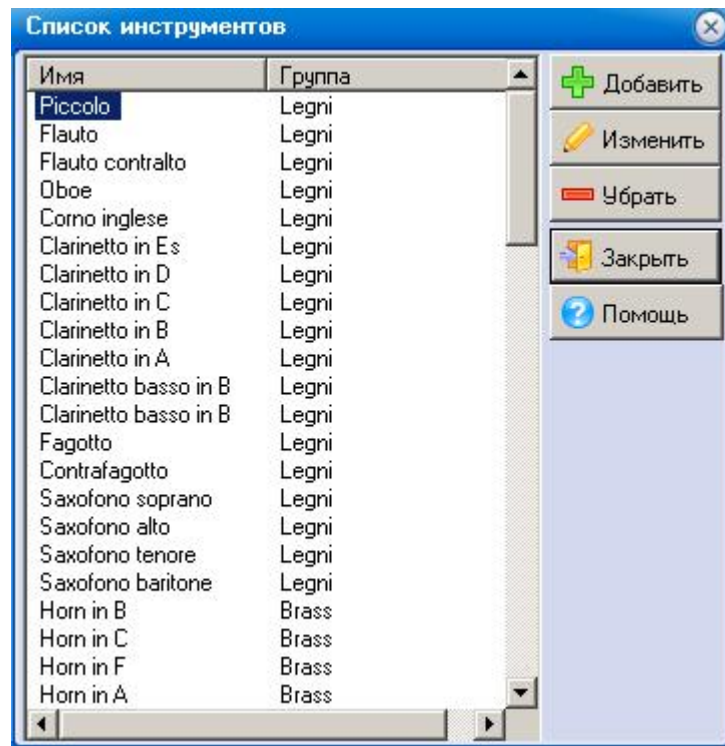 Список инструментов
Имя Группа
Piccolo Legni
Flauto Legni
Flauto contralto Legni
Oboe Legni
Corno inglese Legni
Clarinetto in Es Legni
Clarinetto in D Legni
Clarinetto in C Legni
Clarinetto in B Legni
Clarinetto in A Legni
Clarinetto basso in B Legni
Clarinetto basso in B Legni
Fagotto Legni
Contrafagotto Legni
Saxofono soprano Legni
Saxofono alto Legni
Saxofono tenore Legni
Saxofono baritone Legni
Horn in B Brass
Horn in C Brass
Horn in F Brass
Horn in A Brass
Добавить
Изменить
Убрать
Закрыть
Помощь